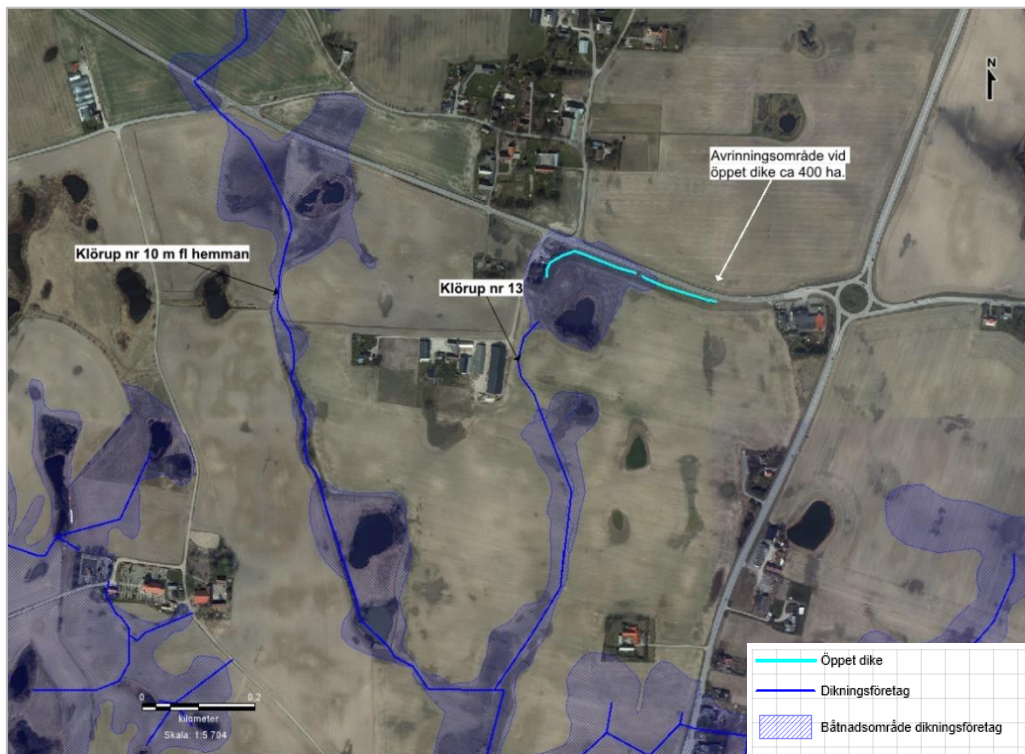 N
Avrinningsområde vid
öppet dike ca 400 ha.
Klörup nr 10 m fl hemman
Klörup nr 13
0 0,2
kilometer
Skala: 1:5 704
Öppet dike
Dikningsföretag
Båtnadsområde dikningsföretag